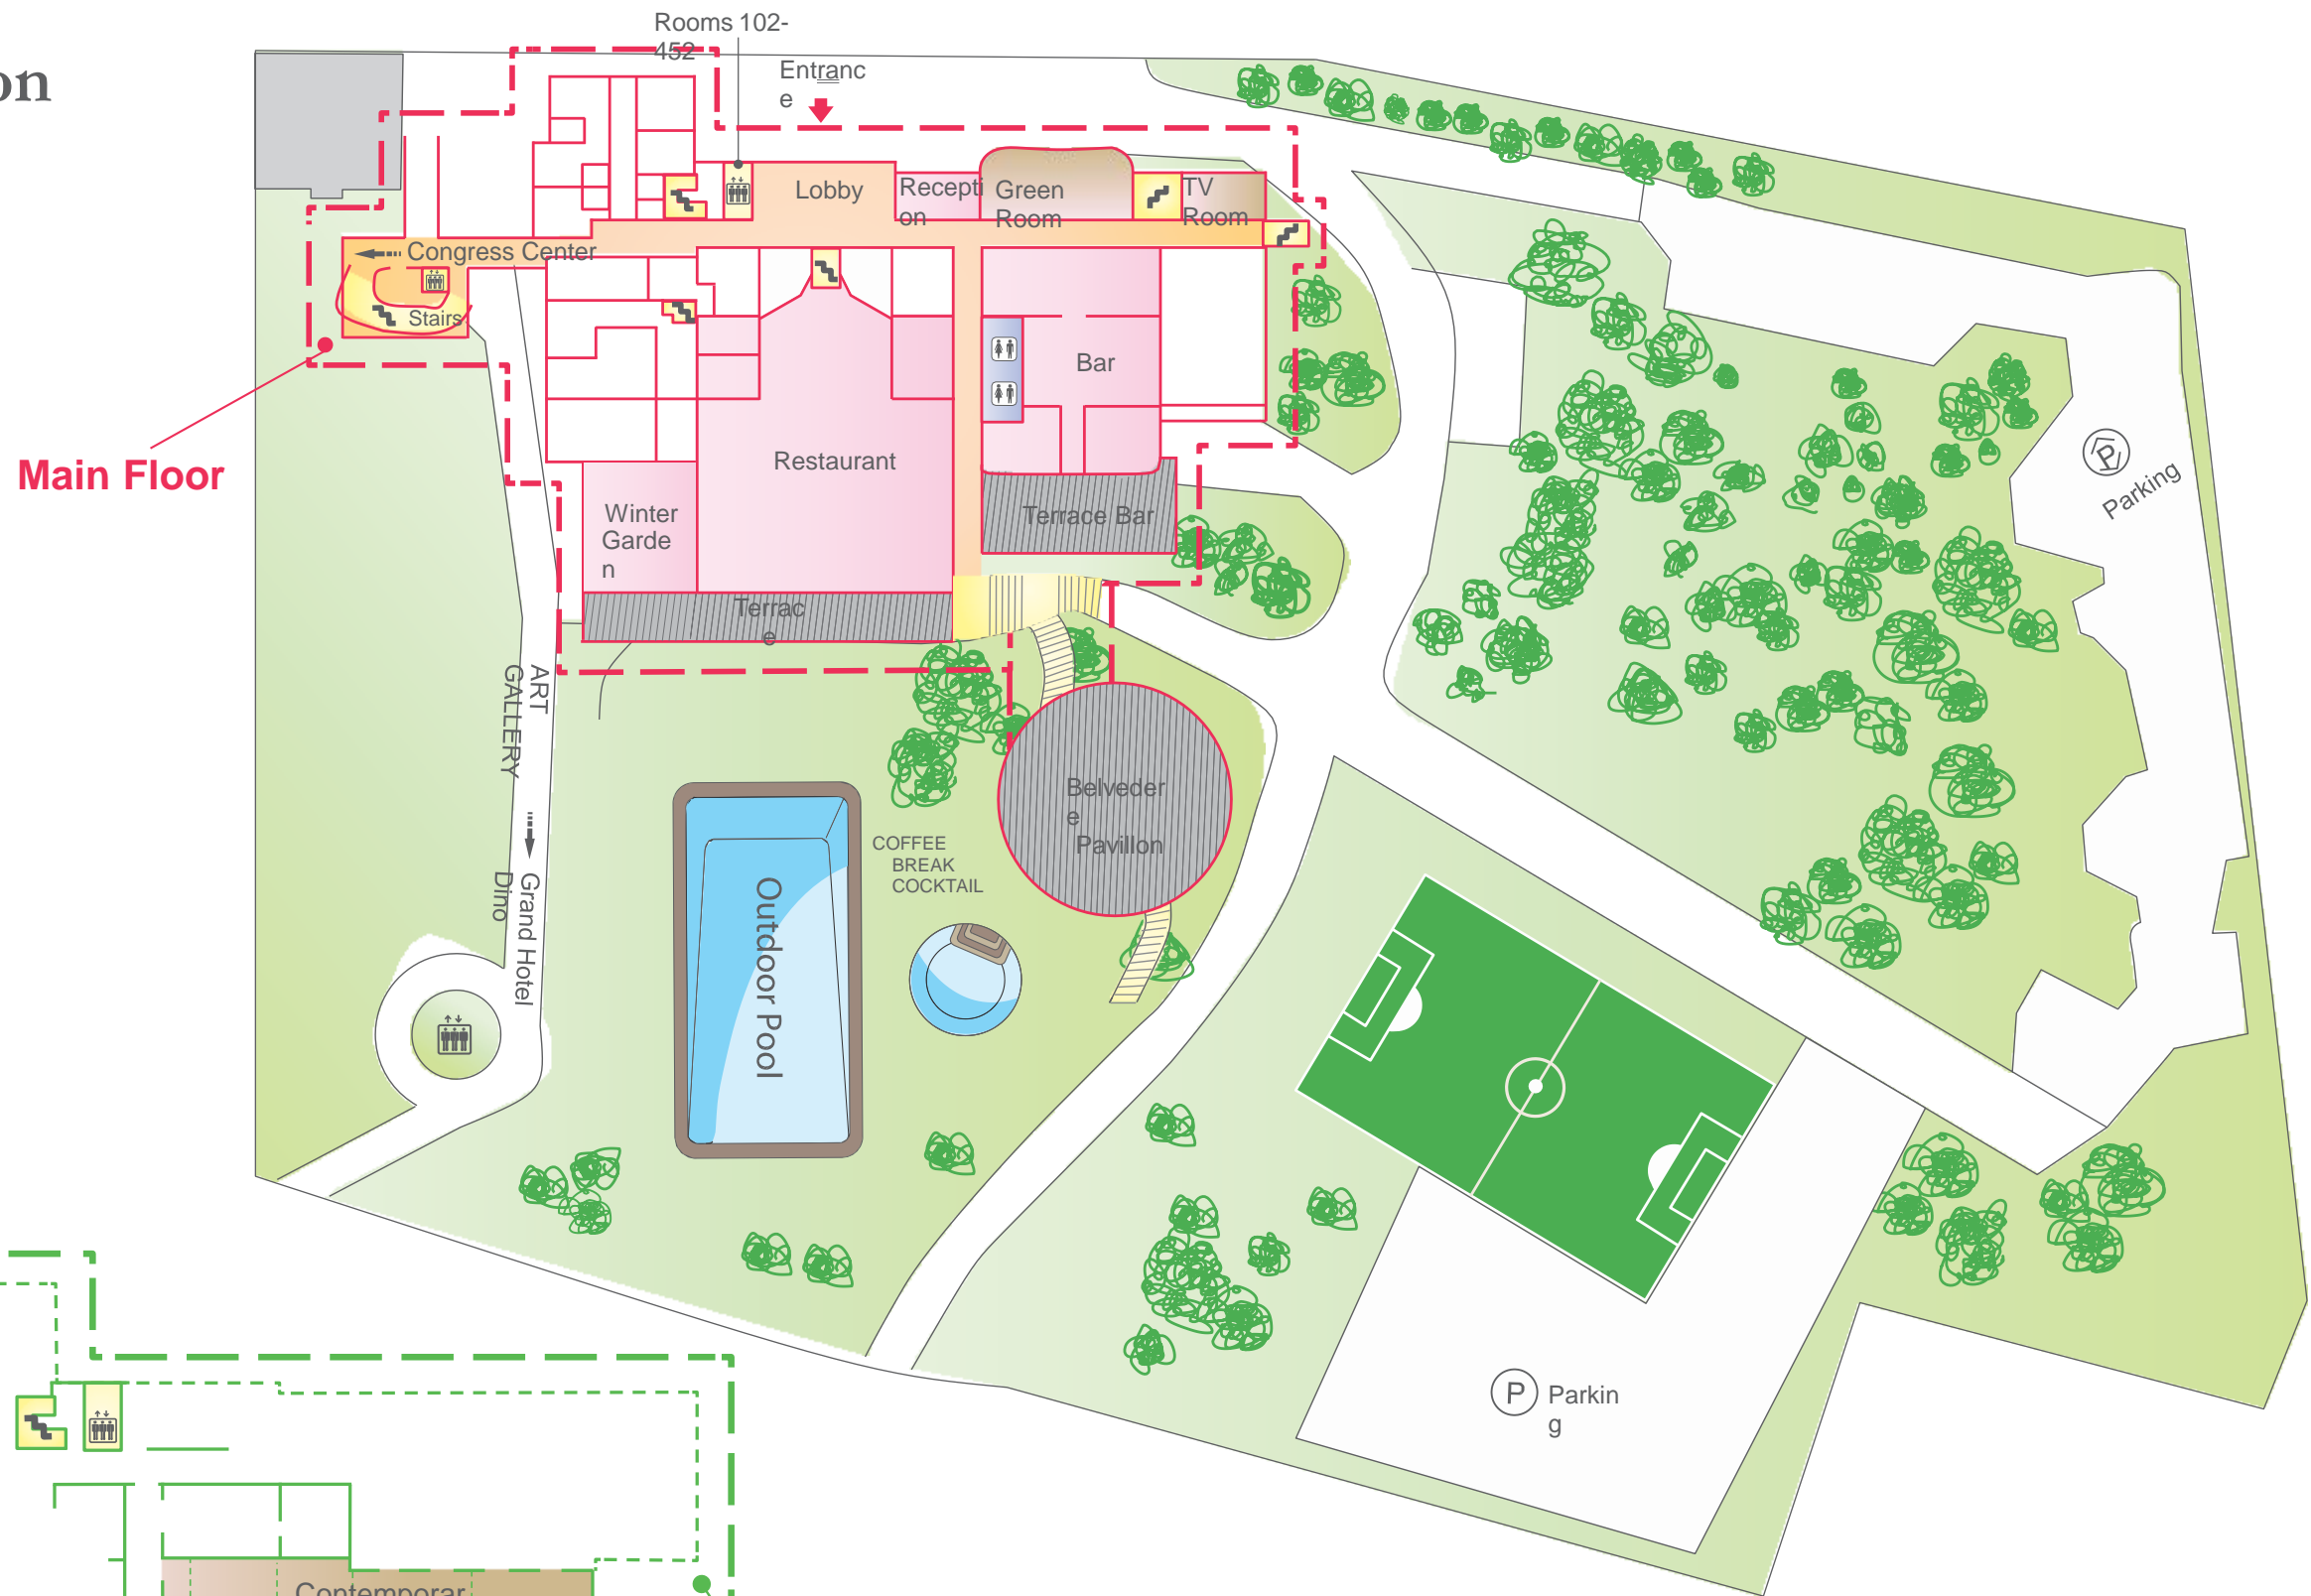 on
Rooms 102-
452
Entranc
e
Lobby
Recepti
on
Green
Room
TV
Room
Congress Center
Stairs
Bar
Main Floor
Restaurant
Winter
Garde
n
Terrace Bar
Terrac
e
Parking
ART
GALLERY
Grand Hotel
Dino
Outdoor Pool
COFFEE
BREAK
COCKTAIL
Belveder
e
Pavillon
P
P
Parkin
g
Contemporar